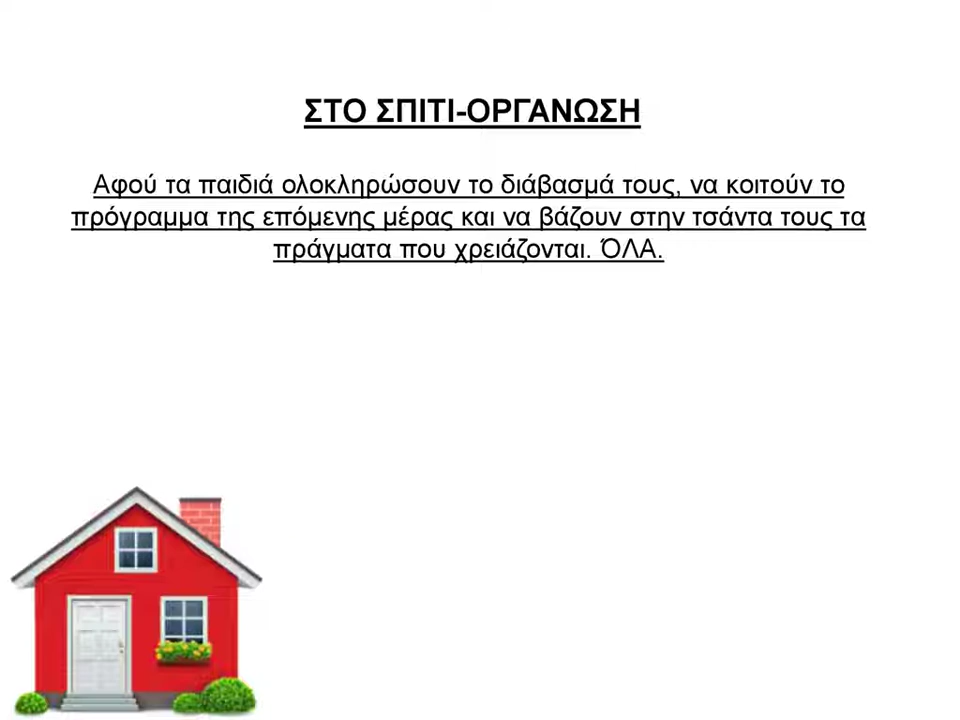 ΣΤΟ ΣΠΙΤΙ-ΟΡΓΑΝΩΣΗ
Αφού τα παιδιά ολοκληρώσουν το διάβασμά τους, να κοιτούν το
πρόγραμμα της επόμενης μέρας και να βάζουν στην τσάντα τους τα
πράγματα που χρειάζονται. ΌΛΑ.